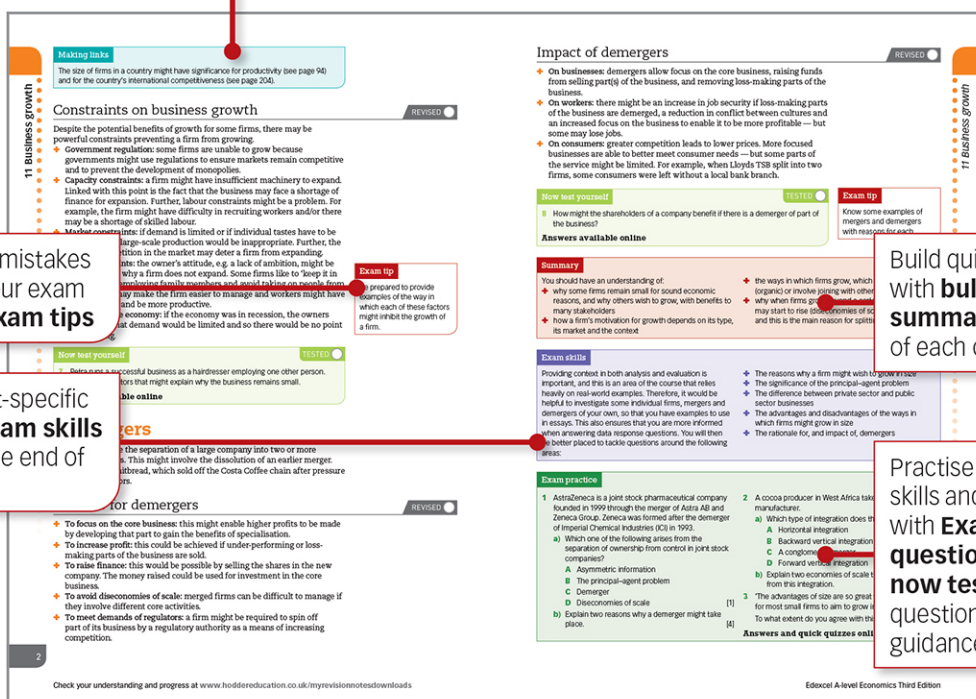 Making links
The size of firms in a country might have significance for productivity (see page 94)
and for the country's international competitiveness (see page 204).
11 Business growth
Constraints on business growth
REVISED
Despite the potential benefits of growth for some firms, there may be
powerful constraints preventing a firm from growing.
Government regulation: some firms are unable to grow because
governments might use regulations to ensure markets remain competitive
and to prevent the development of monopolies.
Capacity constraints: a firm might have insufficient machinery to expand.
Linked with this point is the fact that the business may face a shortage of
finance for expansion. Further, labour constraints might be a problem. For
example, the firm might have difficulty in recruiting workers and/or there
may be a shortage of skilled labour.
Market constraints: if demand is limited or if individual tastes have to be
large-scale production would be inappropriate. Further, the
etition in the market may deter a firm from expanding.
nts: the owner's attitude, e.g. a lack of ambition, might be
why a firm does not expand. Some firms like to 'keep it in
employing family members and avoid taking on people from
may make the firm easier to manage and workers might have
and be more productive.
e economy: if the economy was in recession, the owners
at demand would be limited and so there would be no point
g.
Exam tip
e prepared to provide
examples of the way in
which each of these factors
might inhibit the growth of
a firm.
mistakes
ur exam
xam tips
Now test yourself
TESTED
7 Petra runs a successful business as a hairdresser employing one other person.
tors that might explain why the business remains small.
ble online
t-specific
am skills
e end of
gers
e the separation of a large company into two or more
s. This might involve the dissolution of an earlier merger.
itbread, which sold off the Costa Coffee chain after pressure
ors.
for demergers
REVISED
To focus on the core business: this might enable higher profits to be made
by developing that part to gain the benefits of specialisation.
To increase profit: this could be achieved if under-performing or loss-
making parts of the business are sold.
To raise finance: this would be possible by selling the shares in the new
company. The money raised could be used for investment in the core
business.
To avoid diseconomies of scale: merged firms can be difficult to manage if
they involve different core activities.
To meet demands of regulators: a firm might be required to spin off
part of its business by a regulatory authority as a means of increasing
competition.
2
Check your understanding and progress at www.hoddereducation.co.uk/myrevisionnotesdownloads
Impact of demergers
REVISED
11 Business growth
On businesses: demergers allow focus on the core business, raising funds
from selling part(s) of the business, and removing loss-making parts of the
business.
On workers: there might be an increase in job security if loss-making parts
of the business are demerged, a reduction in conflict between cultures and
an increased focus on the business to enable it to be more profitable — but
some may lose jobs.
On consumers: greater competition leads to lower prices. More focused
businesses are able to better meet consumer needs — but some parts of
the service might be limited. For example, when Lloyds TSB split into two
firms, some consumers were left without a local bank branch.
Now test yourself
TESTED
8 How might the shareholders of a company benefit if there is a demerger of part of
the business?
Answers available online
Exam tip
Know some examples of
mergers and demergers
with reasons for each
Summary
You should have an understanding of:
why some firms remain small for sound economic
reasons, and why others wish to grow, with benefits to
many stakeholders
how a firm's motivation for growth depends on its type,
its market and the context
the ways in which firms grow, which
(organic) or involve joining with other
why when firms
may start to rise (diseconomies of sc
and this is the main reason for splittin
Build qui
with bul
summa
of each c
Exam skills
Providing context in both analysis and evaluation is
important, and this is an area of the course that relies
heavily on real-world examples. Therefore, it would be
helpful to investigate some individual firms, mergers and
demergers of your own, so that you have examples to use
in essays. This also ensures that you are more informed
when answering data response questions. You will then
be better placed to tackle questions around the following
areas:
The reasons why a firm might wish to grow in size
The significance of the principal–agent problem
The difference between private sector and public
sector businesses
The advantages and disadvantages of the ways in
which firms might grow in size
The rationale for, and impact of, demergers
Exam practice
1 AstraZeneca is a joint stock pharmaceutical company
founded in 1999 through the merger of Astra AB and
Zeneca Group. Zeneca was formed after the demerger
of Imperial Chemical Industries (ICI) in 1993.
a) Which one of the following arises from the
separation of ownership from control in joint stock
companies?
A Asymmetric information
B The principal–agent problem
C Demerger
D Diseconomies of scale [1]
b) Explain two reasons why a demerger might take
place. [4]
2 A cocoa producer in West Africa take
manufacturer.
a) Which type of integration does th
A Horizontal integration
B Backward vertical integration
C A conglomerate merger
D Forward vertical integration
b) Explain two economies of scale t
from this integration.
3 'The advantages of size are so great
for most small firms to aim to grow i
To what extent do you agree with thi
Answers and quick quizzes onli
Practise
skills and
with Exa
questio
now tes
question
guidance
Edexcel A-level Economics Third Edition